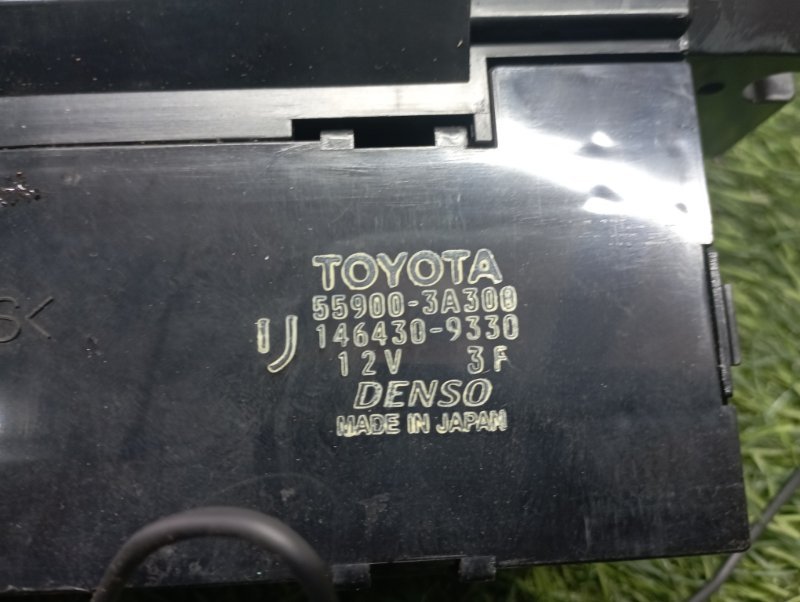 TOYOTA
55900-3A300
146430-9330
12V 3F
DENSO
MADE IN JAPAN